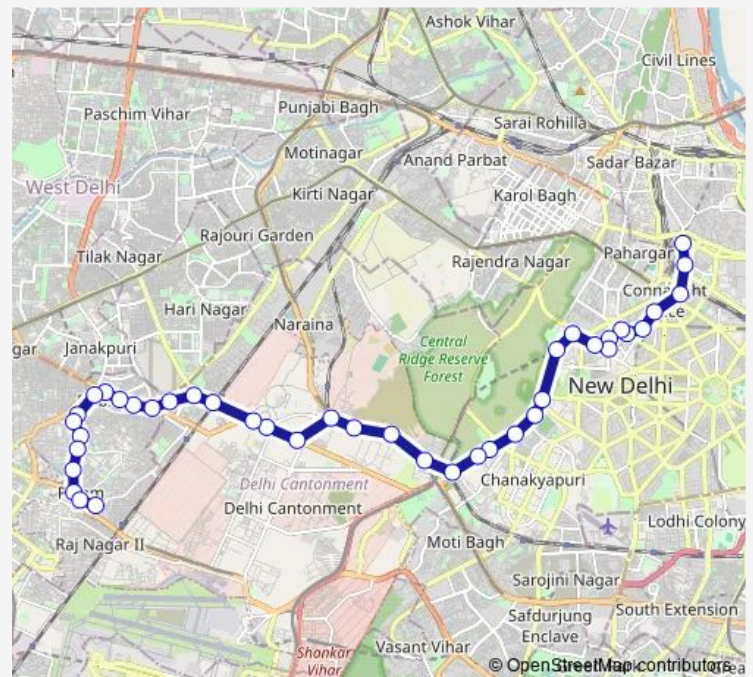 Ashok Vihar
Civil Lines
Punjabi Bagh
Paschim Vihar
Sarai Rohilla
Motinagar
Anand Parbat
Sadar Bazar
West Delhi
Kirti Nagar
Karol Bagh
Rajouri Garden
Tilak Nagar
Rajendra Nagar
Pahargan
Hari Nagar
Naraina
Janakpuri
gar
Central
Ridge Reserve
Forest
New Delhi
Delhi Cantonment
Chanakyapuri
Delhi Cantonment
Lodhi Colony
Raj Nagar II
Moti Bagh
Sarojini Nagar
South Extension
Safdurjung
Enclave
Vasant Vihar
Shankar
Vihar
© OpenStreetMap contributors